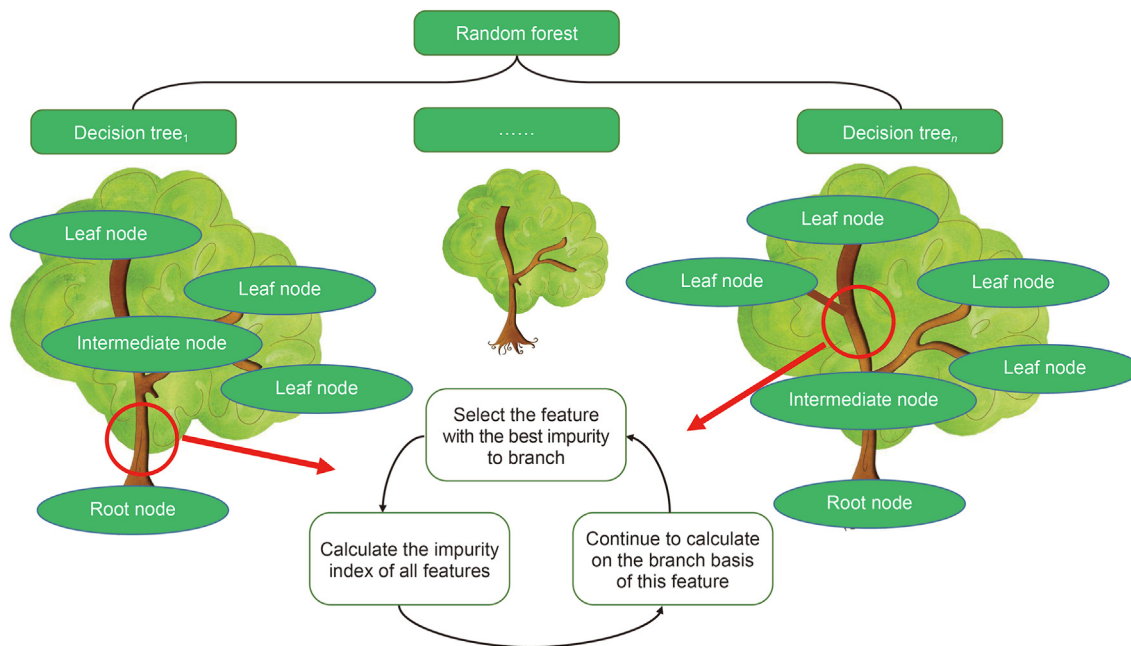 Random forest
Decision tree₁
......
Decision treeₙ
Leaf node
Leaf node
Intermediate node
Leaf node
Root node
Leaf node
Leaf node
Leaf node
Leaf node
Intermediate node
Root node
Select the feature
with the best impurity
to branch
Calculate the impurity
index of all features
Continue to calculate
on the branch basis
of this feature